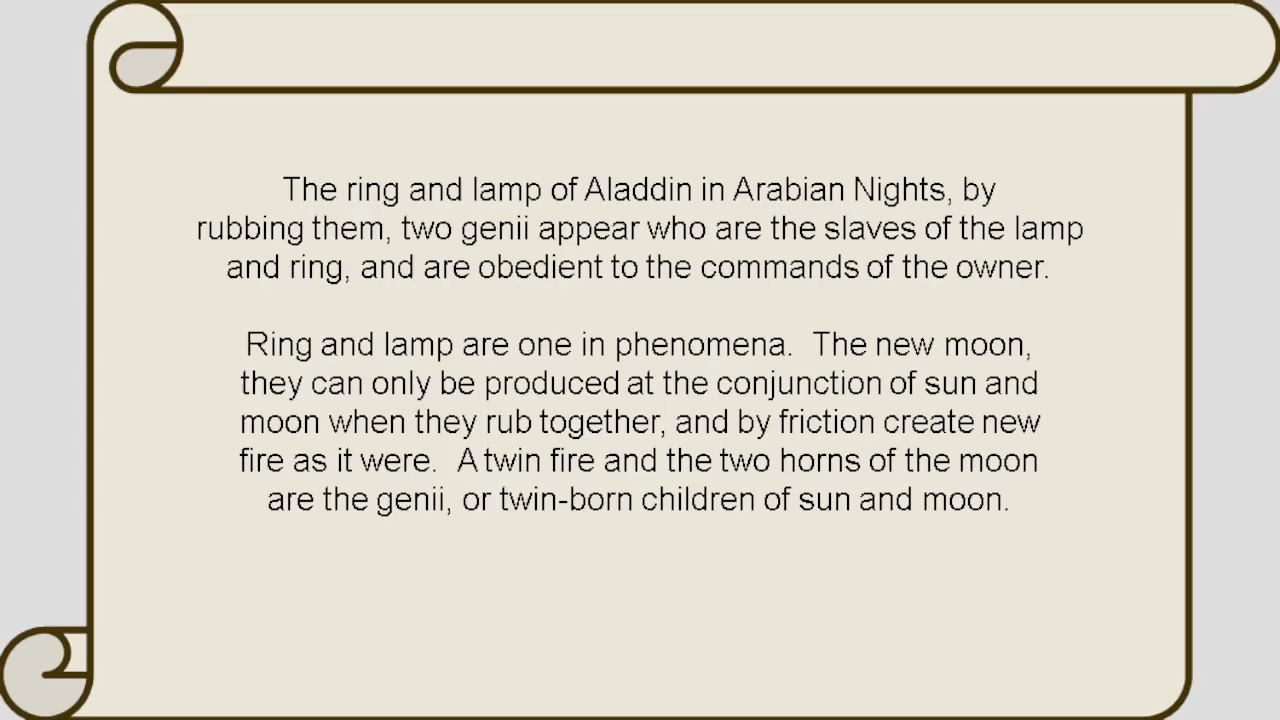 The ring and lamp of Aladdin in Arabian Nights, by
rubbing them, two genii appear who are the slaves of the lamp
and ring, and are obedient to the commands of the owner.
Ring and lamp are one in phenomena.  The new moon,
they can only be produced at the conjunction of sun and
moon when they rub together, and by friction create new
fire as it were.  A twin fire and the two horns of the moon
are the genii, or twin-born children of sun and moon.